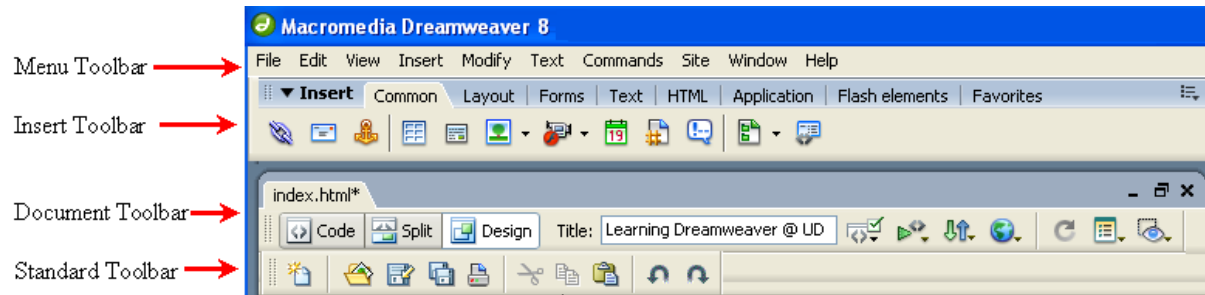 Macromedia Dreamweaver 8
Menu Toolbar File Edit View Insert Modify Text Commands Site Window Help
Insert Common Layout Forms Text HTML Application Flash elements Favorites
Insert Toolbar 19
index.html*
Document Toolbar Code Split Design Title: Learning Dreamweaver @ UD
Standard Toolbar